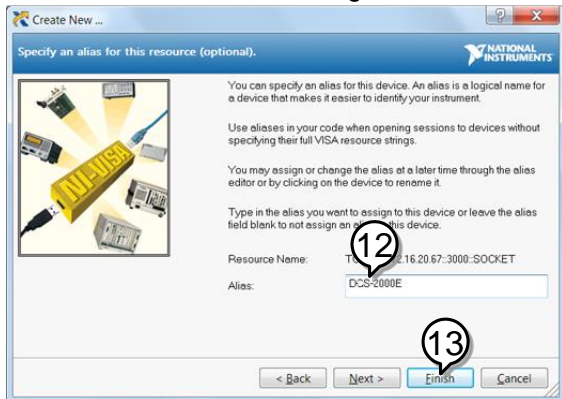 Create New ...
Specify an alias for this resource (optional).
NATIONAL
INSTRUMENTS
You can specify an alias for this device. An alias is a logical name for
a device that makes it easier to identify your instrument.
Use aliases in your code when opening sessions to devices without
specifying their full VISA resource strings.
You may assign or change the alias at a later time through the alias
editor or by clicking on the device to rename it.
Type in the alias you want to assign to this device or leave the alias
field blank to not assign an this device.
NI-VISA
12
Resource Name: 2.16.20.67::3000::SOCKET
Alias: DCS-2000E
13
< Back Next > Finish Cancel